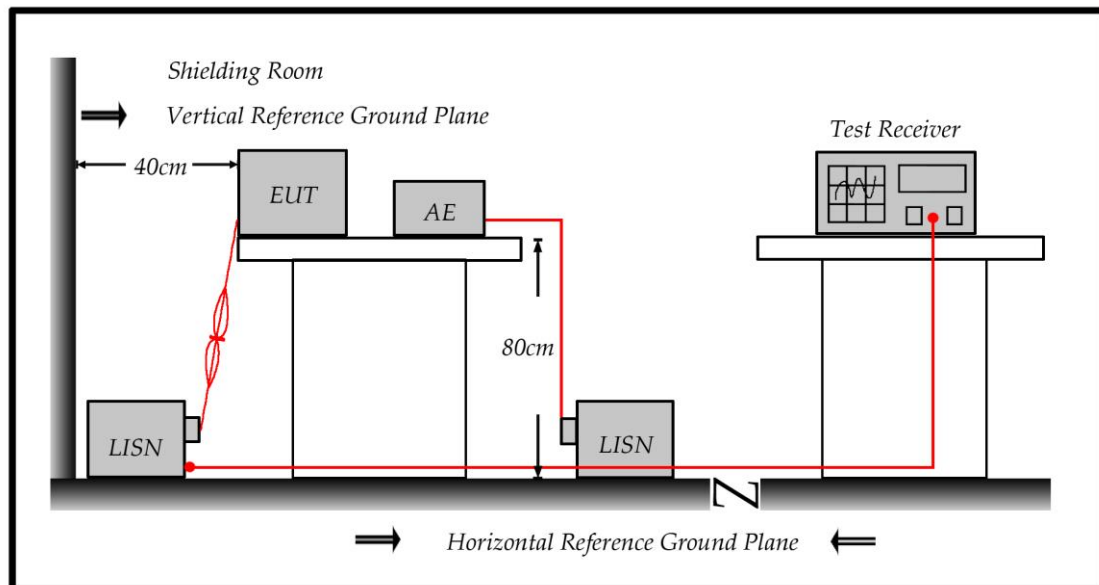 Shielding Room
Vertical Reference Ground Plane
Test Receiver
40cm
EUT
AE
80cm
LISN
LISN
Horizontal Reference Ground Plane